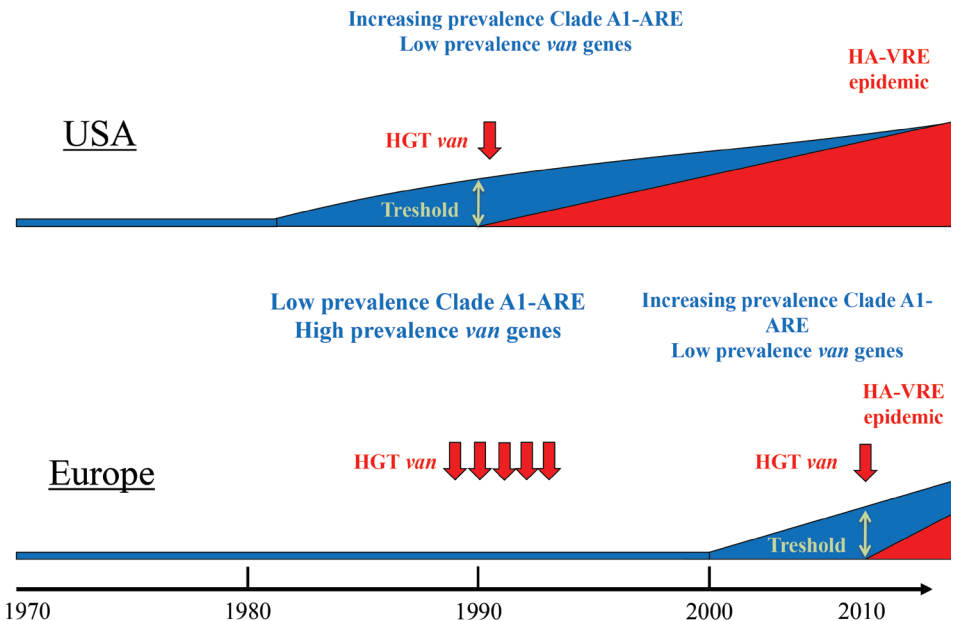 Increasing prevalence Clade A1-ARE
Low prevalence van genes
HA-VRE
epidemic
USA
HGT van
Treshold
Low prevalence Clade A1-ARE
High prevalence van genes
Increasing prevalence Clade A1-
ARE
Low prevalence van genes
HA-VRE
epidemic
Europe
HGT van
HGT van
Treshold
1970 1980 1990 2000 2010